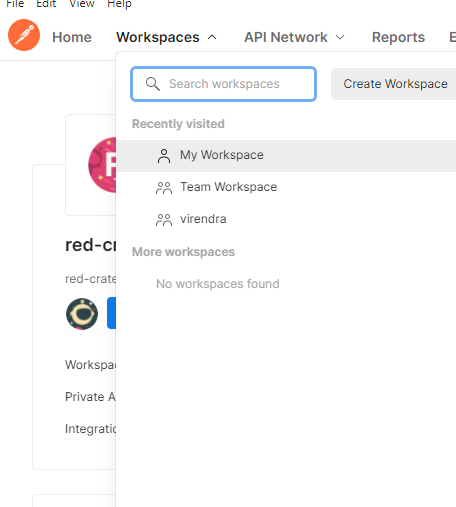 File Edit View Help
Home Workspaces API Network Reports
Search workspaces Create Workspace
Recently visited
My Workspace
Team Workspace
virendra
More workspaces
No workspaces found
red-cr
red-crate
Workspac
Private A
Integratio